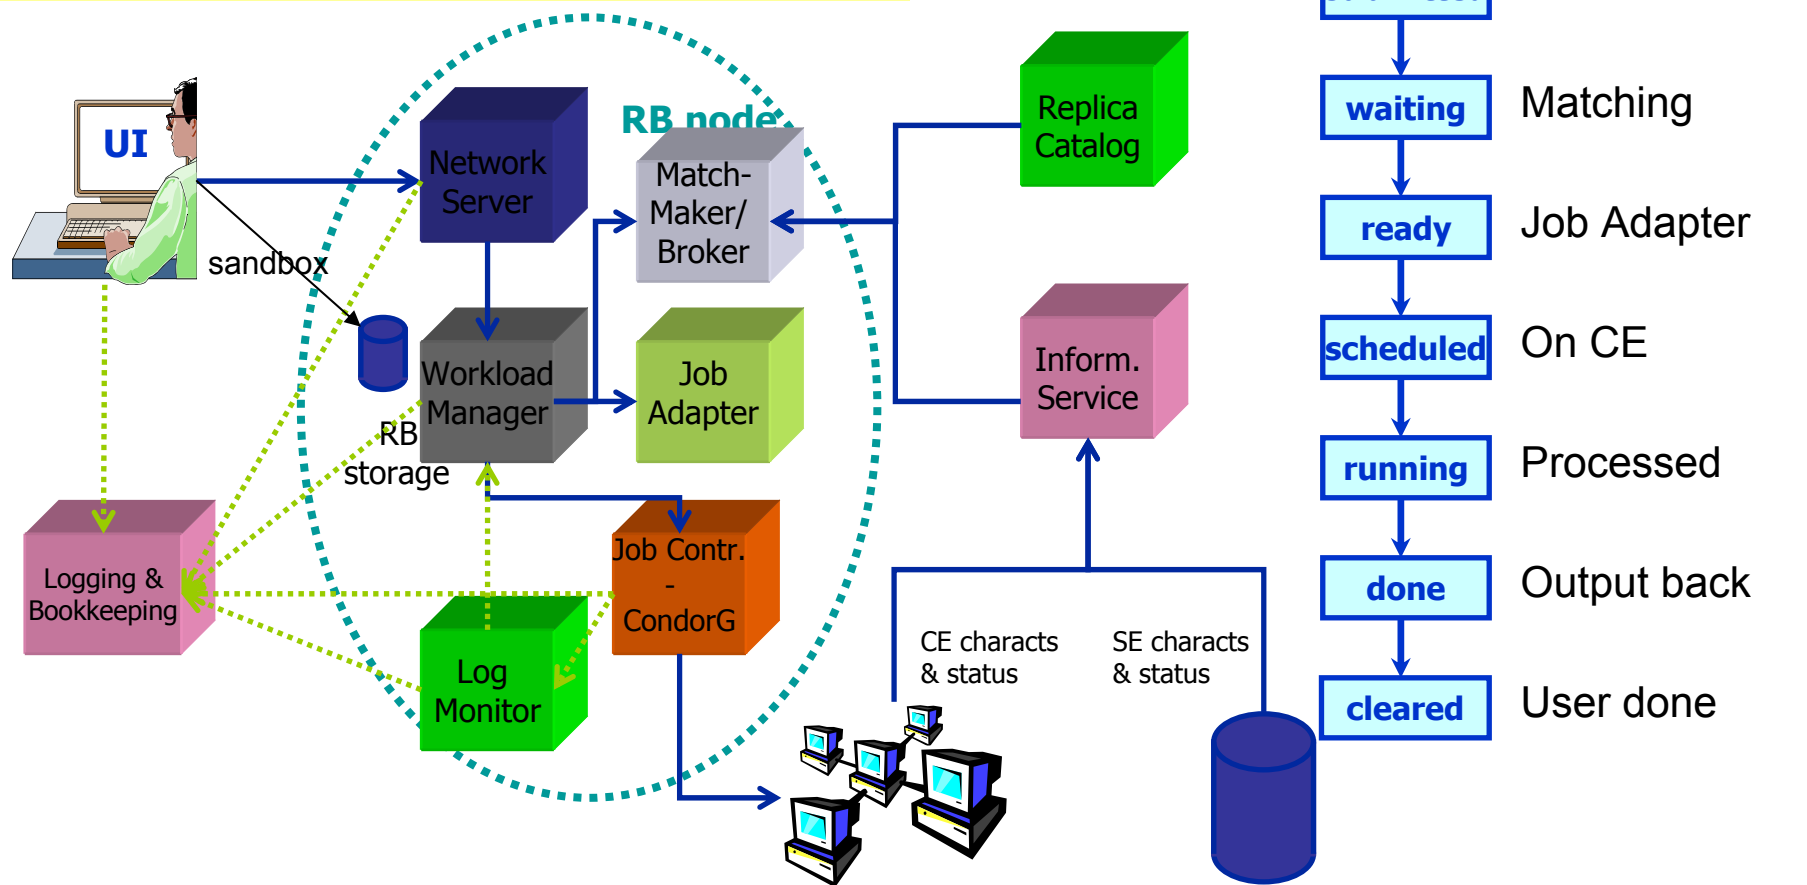 UI
sandbox
RB node
Network
Server
Match-
Maker/
Broker
Workload
Manager
Job
Adapter
RB
storage
Replica
Catalog
Inform.
Service
Logging &
Bookkeeping
Job Contr.
-
CondorG
Log
Monitor
CE characts
& status
SE characts
& status
waiting
Matching
ready
Job Adapter
scheduled
On CE
running
Processed
done
Output back
cleared
User done